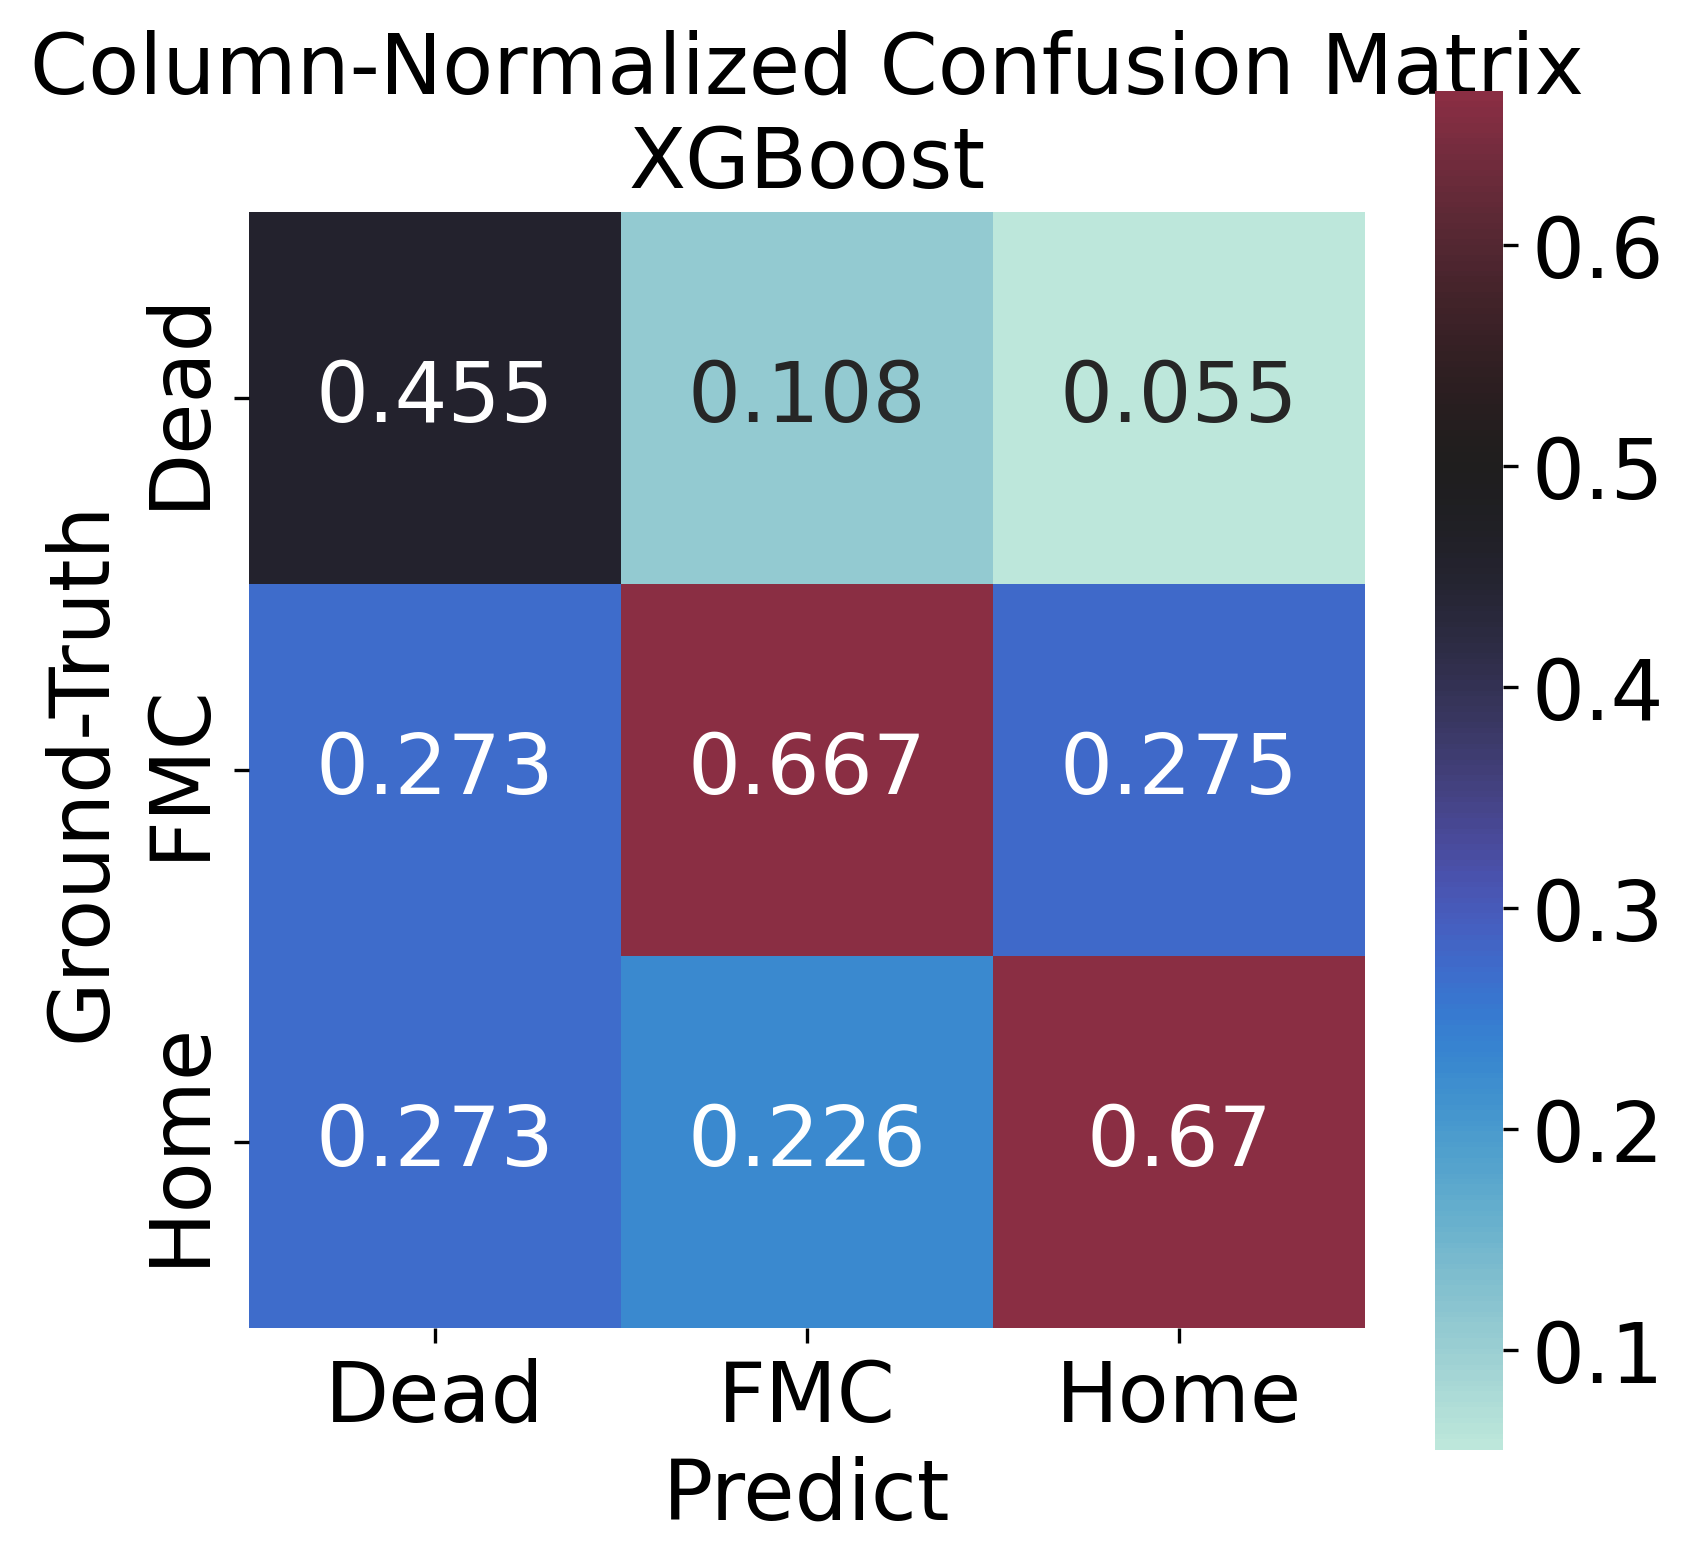 Column-Normalized Confusion Matrix
XGBoost
Ground-Truth
Dead
0.455
0.108
0.055
FMC
0.273
0.667
0.275
Home
0.273
0.226
0.67
Dead
FMC
Home
Predict
0.6
0.5
0.4
0.3
0.2
0.1